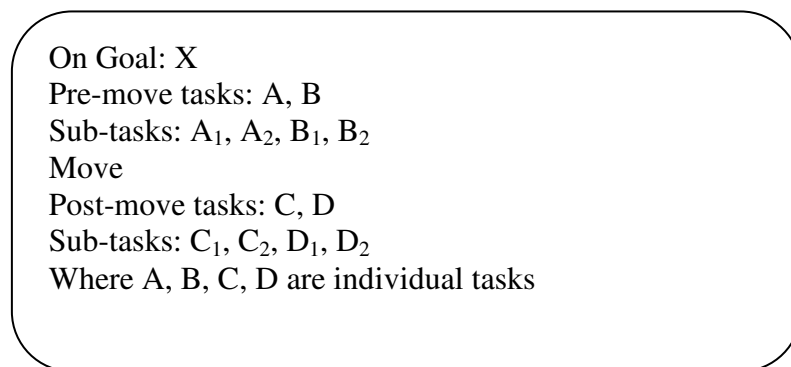 On Goal: X
Pre-move tasks: A, B
Sub-tasks: A₁, A₂, B₁, B₂
Move
Post-move tasks: C, D
Sub-tasks: C₁, C₂, D₁, D₂
Where A, B, C, D are individual tasks